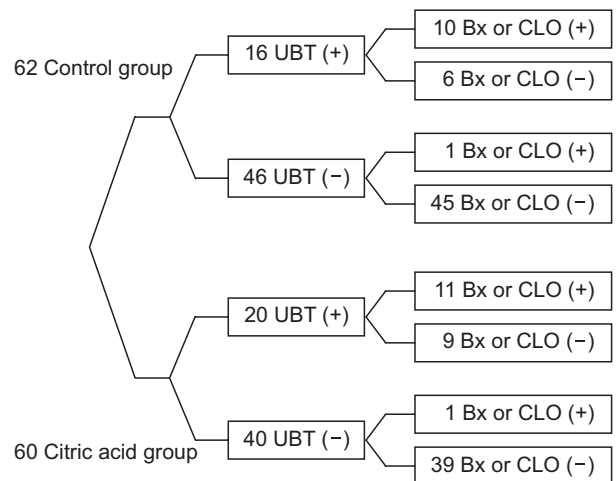 10 Bx or CLO (+)
62 Control group
16 UBT (+)
6 Bx or CLO (−)
1 Bx or CLO (+)
46 UBT (−)
45 Bx or CLO (−)
11 Bx or CLO (+)
20 UBT (+)
9 Bx or CLO (−)
1 Bx or CLO (+)
60 Citric acid group
40 UBT (−)
39 Bx or CLO (−)